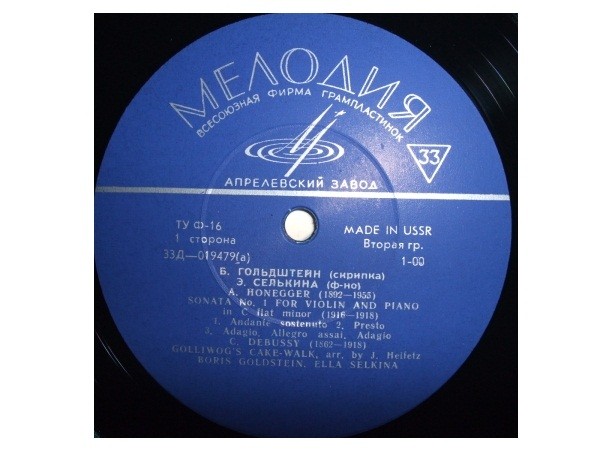 МЕЛОДИЯ
ВСЕСОЮЗНАЯ ФИРМА ГРАМПЛАСТИНОК
33
АПРЕЛЕВСКИЙ ЗАВОД
ТУ Ф-16
MADE IN USSR
1 сторона
Вторая гр.
33Д—019479(а)
1-00
Б. ГОЛЬДШТЕЙН (скрипка)
Э. СЕЛЬКИНА (ф-но)
A. HONEGGER (1892—1955)
SONATA No. 1 FOR VIOLIN AND PIANO
in C flat minor (1916—1918)
1. Andante sostenuto 2. Presto
3. Adagio. Allegro assai, Adagio
C. DEBUSSY (1862—1918)
GOLLIWOG'S CAKE-WALK, arr. by J. Heifetz
BORIS GOLDSTEIN, ELLA SELKINA